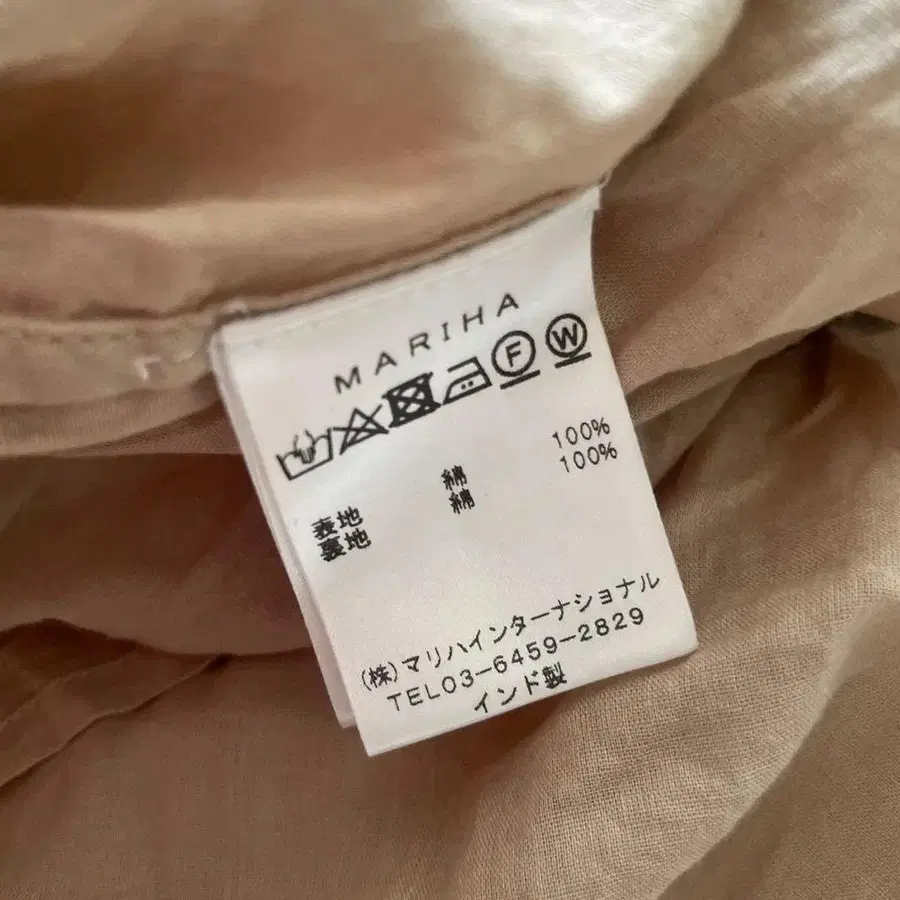 MARIHA
F W
表地 綿 100%
裏地 綿 100%
(株)マリハインターナショナル
TEL03-6459-2829
インド製